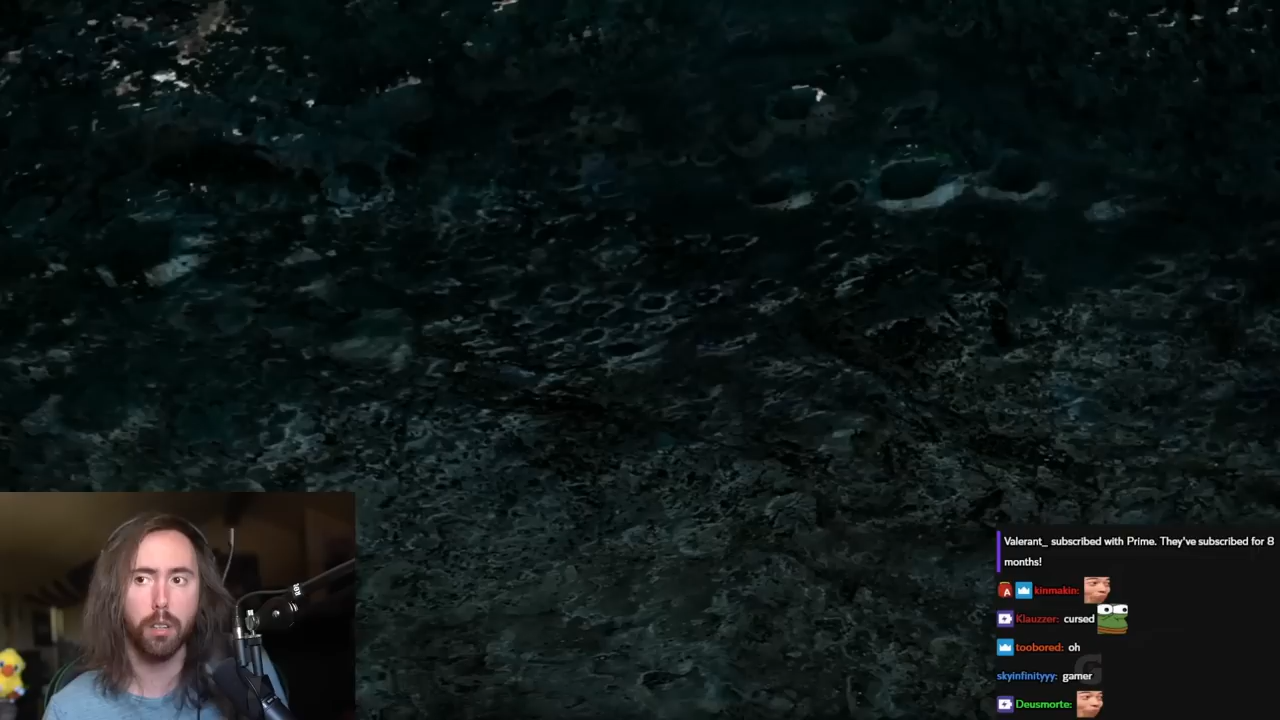 Valerant_ subscribed with Prime. They've subscribed for 8
months!
kinmakin:
Klauzzer: cursed
toobored: oh
skyinfinityyy: gamer
Deusmorte: